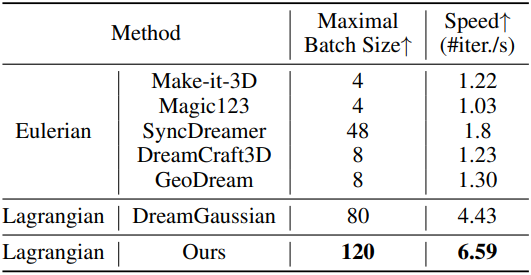 Method Maximal Batch Size↑ Speed↑ (#iter./s)
Eulerian Make-it-3D 4 1.22
Magic123 4 1.03
SyncDreamer 48 1.8
DreamCraft3D 8 1.23
GeoDream 8 1.30
Lagrangian DreamGaussian 80 4.43
Lagrangian Ours 120 6.59